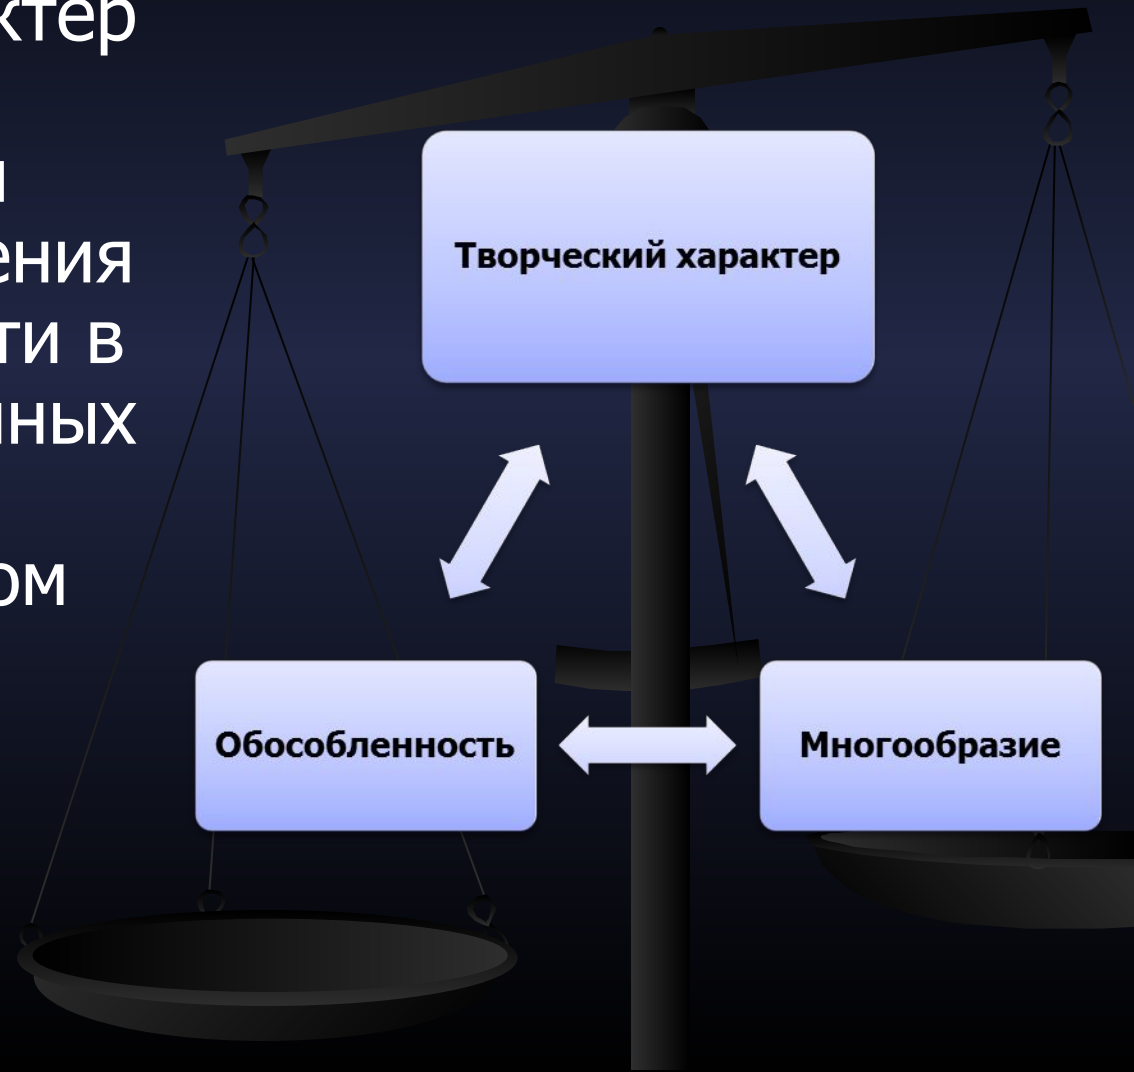 ктер
ения
ти в
нных
ом
Творческий характер
Обособленность
Многообразие